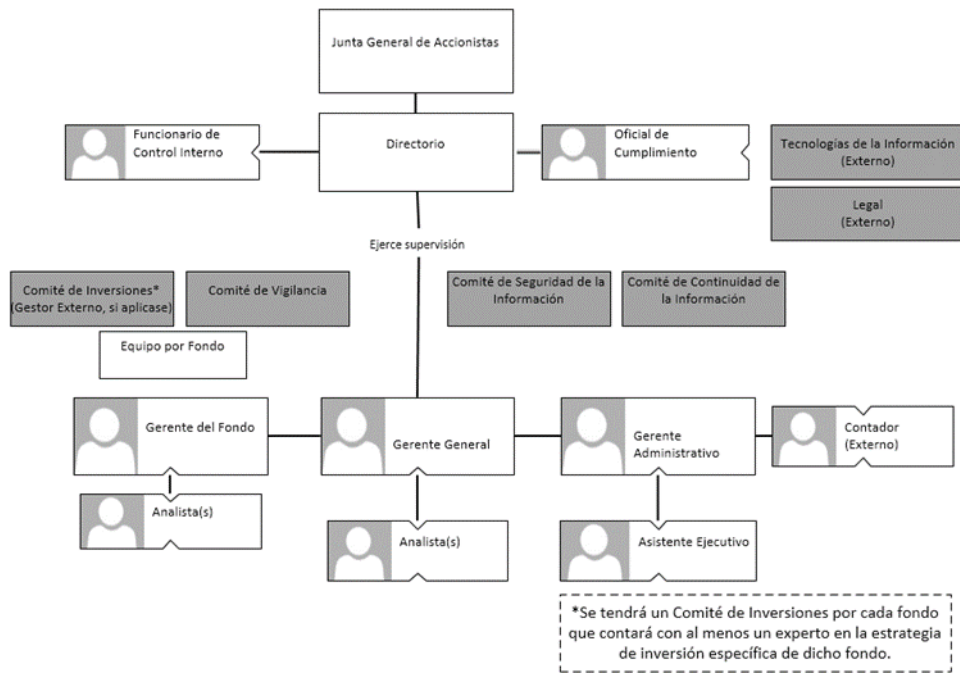 Junta General de Accionistas
Funcionario de
Control Interno
Directorio
Oficial de
Cumplimiento
Tecnologías de la Información
(Externo)
Legal
(Externo)
Ejerce supervisión
Comité de Inversiones*
(Gestor Externo, si aplicase)
Comité de Vigilancia
Comité de Seguridad de la
Información
Comité de Continuidad de
la Información
Equipo por Fondo
Gerente del Fondo
Gerente General
Gerente
Administrativo
Contador
(Externo)
Analista(s)
Analista(s)
Asistente Ejecutivo
*Se tendrá un Comité de Inversiones por cada fondo
que contará con al menos un experto en la estrategia
de inversión específica de dicho fondo.